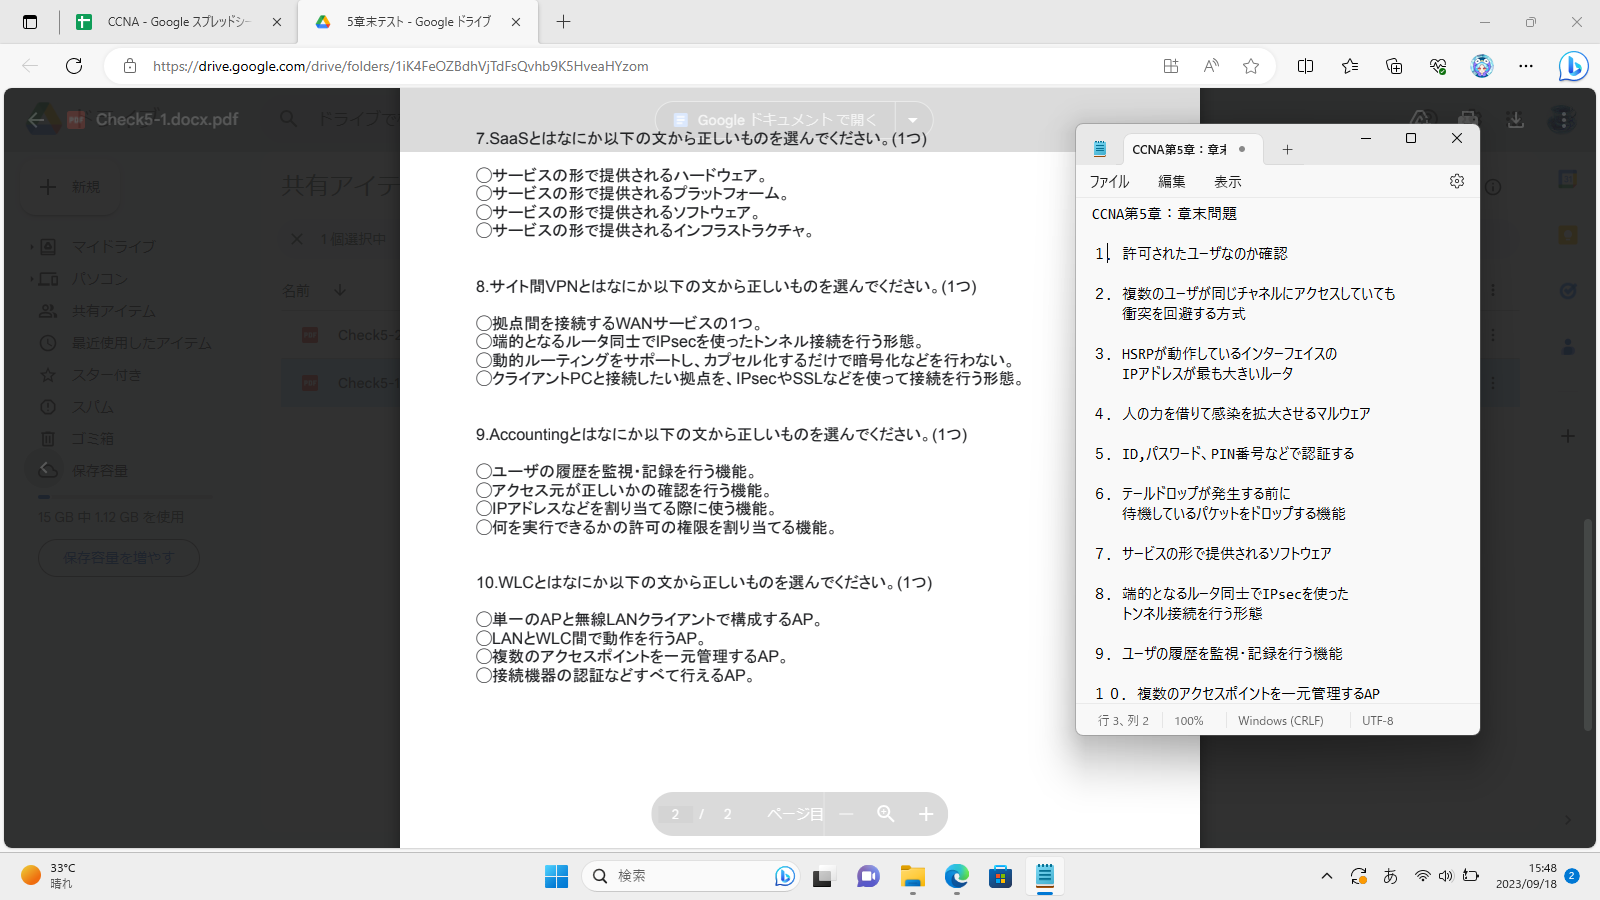 CCNA - Google スプレッドシー
5章末テスト - Google ドライブ
https://drive.google.com/drive/folders/1iK4FeOZBdhVjTdFsQvhb9K5HveaHYzom
Check5-1.docx.pdf
Google ドキュメント で開く
ドライブで
新規
共有アイテ
マイドライブ
1 個選択中
パソコン
名前
共有アイテム
Check5-2
最近使用したアイテム
スター付き
Check5-1
スパム
ゴミ箱
保存容量
15 GB 中 1.12 GB を使用
保存容量を増やす
7.SaaSとはなにか以下の文から正しいものを選んでください。(1つ)
◯サービスの形で提供されるハードウェア。
◯サービスの形で提供されるプラットフォーム。
◯サービスの形で提供されるソフトウェア。
◯サービスの形で提供されるインフラストラクチャ。
8.サイト間VPNとはなにか以下の文から正しいものを選んでください。(1つ)
◯拠点間を接続するWANサービスの1つ。
◯端的となるルータ同士でIPsecを使ったトンネル接続を行う形態。
◯動的ルーティングをサポートし、カプセル化するだけで暗号化などを行わない。
◯クライアントPCと接続したい拠点を、IPsecやSSLなどを使って接続を行う形態。
9.Accountingとはなにか以下の文から正しいものを選んでください。(1つ)
◯ユーザの履歴を監視・記録を行う機能。
◯アクセス元が正しいかの確認を行う機能。
◯IPアドレスなどを割り当てる際に使う機能。
◯何を実行できるかの許可の権限を割り当てる機能。
10.WLCとはなにか以下の文から正しいものを選んでください。(1つ)
◯単一のAPと無線LANクライアントで構成するAP。
◯LANとWLC間で動作を行うAP。
◯複数のアクセスポイントを一元管理するAP。
◯接続機器の認証などすべて行えるAP。
2 / 2 ページ目
CCNA第5章：章末
ファイル 編集 表示
CCNA第5章：章末問題
１．許可されたユーザなのか確認
２．複数のユーザが同じチャネルにアクセスしていても
衝突を回避する方式
３．HSRPが動作しているインターフェイスの
IPアドレスが最も大きいルータ
４．人の力を借りて感染を拡大させるマルウェア
５．ID,パスワード、PIN番号などで認証する
６．テールドロップが発生する前に
待機しているパケットをドロップする機能
７．サービスの形で提供されるソフトウェア
８．端的となるルータ同士でIPsecを使った
トンネル接続を行う形態
９．ユーザの履歴を監視・記録を行う機能
１０．複数のアクセスポイントを一元管理するAP
行 3、列 2 100% Windows (CRLF) UTF-8
33°C
晴れ
検索
あ
15:48
2023/09/18
2